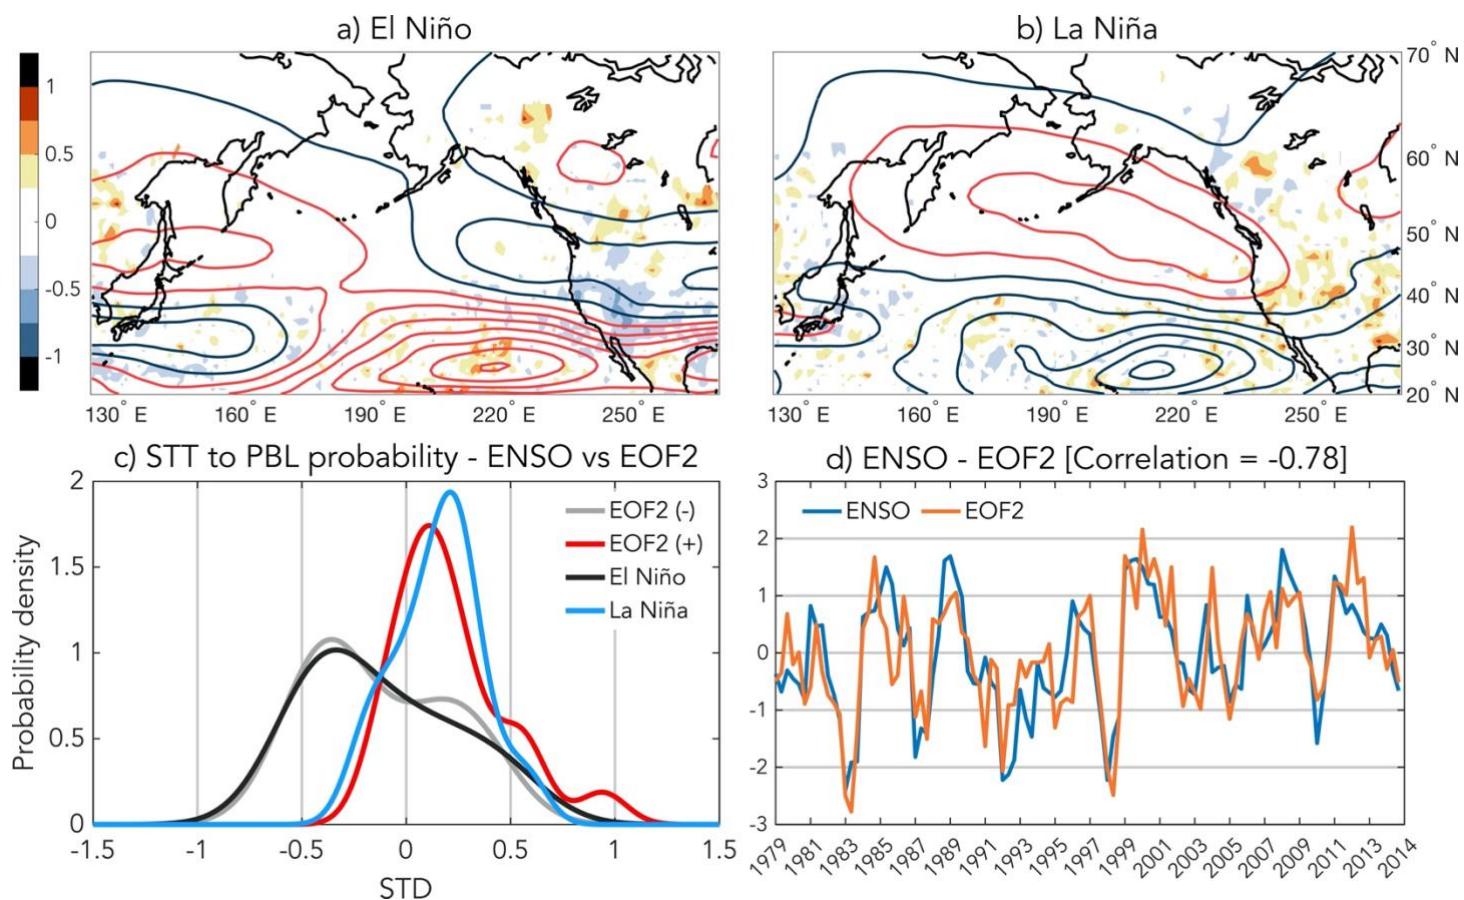 a) El Niño
b) La Niña
1
0.5
0
-0.5
-1
70° N
60° N
50° N
40° N
30° N
20° N
130° E 160° E 190° E 220° E 250° E
130° E 160° E 190° E 220° E 250° E
c) STT to PBL probability - ENSO vs EOF2
Probability density
2
1.5
1
0.5
0
EOF2 (-)
EOF2 (+)
El Niño
La Niña
-1.5 -1 -0.5 0 0.5 1 1.5
STD
d) ENSO - EOF2 [Correlation = -0.78]
3
2
1
0
-1
-2
-3
ENSO EOF2
1979 1981 1983 1985 1987 1989 1991 1993 1995 1997 1999 2001 2003 2005 2007 2009 2011 2013 2014